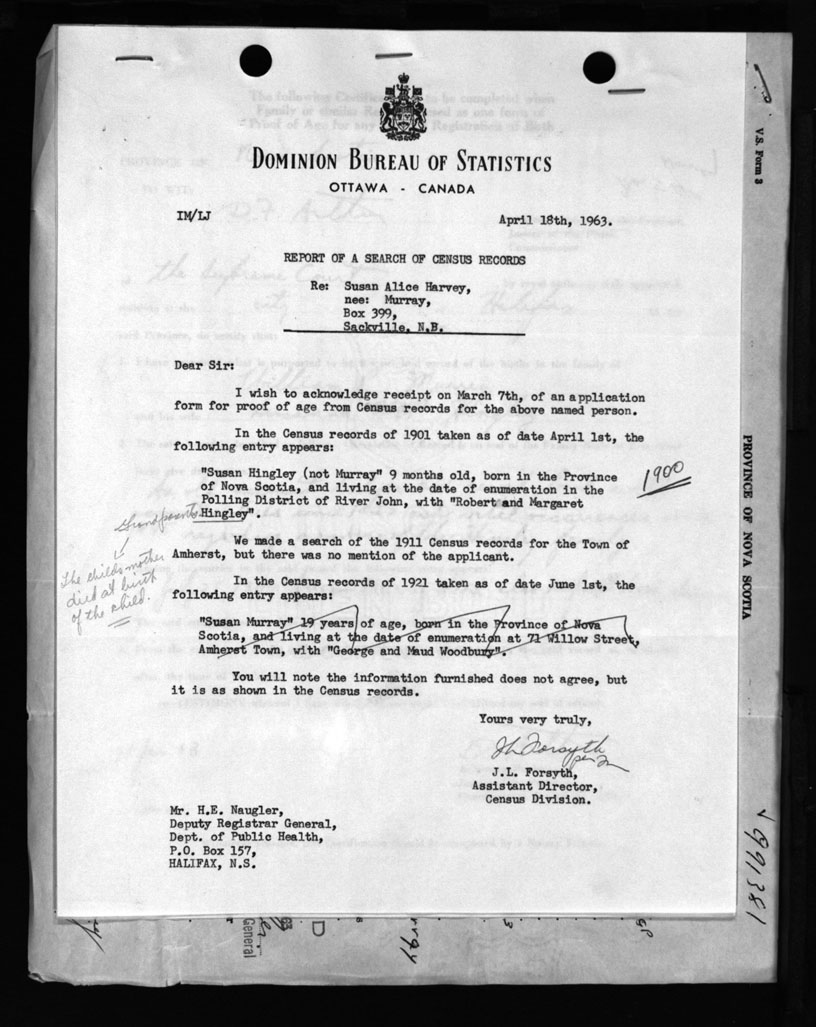 DOMINION BUREAU OF STATISTICS
OTTAWA - CANADA
IM/LJ
April 18th, 1963.
REPORT OF A SEARCH OF CENSUS RECORDS
Re: Susan Alice Harvey,
nee: Murray,
Box 399,
Sackville, N.B.
Dear Sir:
I wish to acknowledge receipt on March 7th, of an application
form for proof of age from Census records for the above named person.
In the Census records of 1901 taken as of date April 1st, the
following entry appears:
"Susan Hingley (not Murray" 9 months old, born in the Province
of Nova Scotia, and living at the date of enumeration in the
Polling District of River John, with "Robert and Margaret
Hingley".
1900
Grandparents
The childs mother
died at birth
of the child.
We made a search of the 1911 Census records for the Town of
Amherst, but there was no mention of the applicant.
In the Census records of 1921 taken as of date June 1st, the
following entry appears:
"Susan Murray" 19 years of age, born in the Province of Nova
Scotia, and living at the date of enumeration at 71 Willow Street,
Amherst Town, with "George and Maud Woodbury".
You will note the information furnished does not agree, but
it is as shown in the Census records.
Yours very truly,
JL Forsyth
J.L. Forsyth,
Assistant Director,
Census Division.
Mr. H.E. Naugler,
Deputy Registrar General,
Dept. of Public Health,
P.O. Box 157,
HALIFAX, N.S.
V.S. Form 3
PROVINCE OF NOVA SCOTIA
991381
General
D